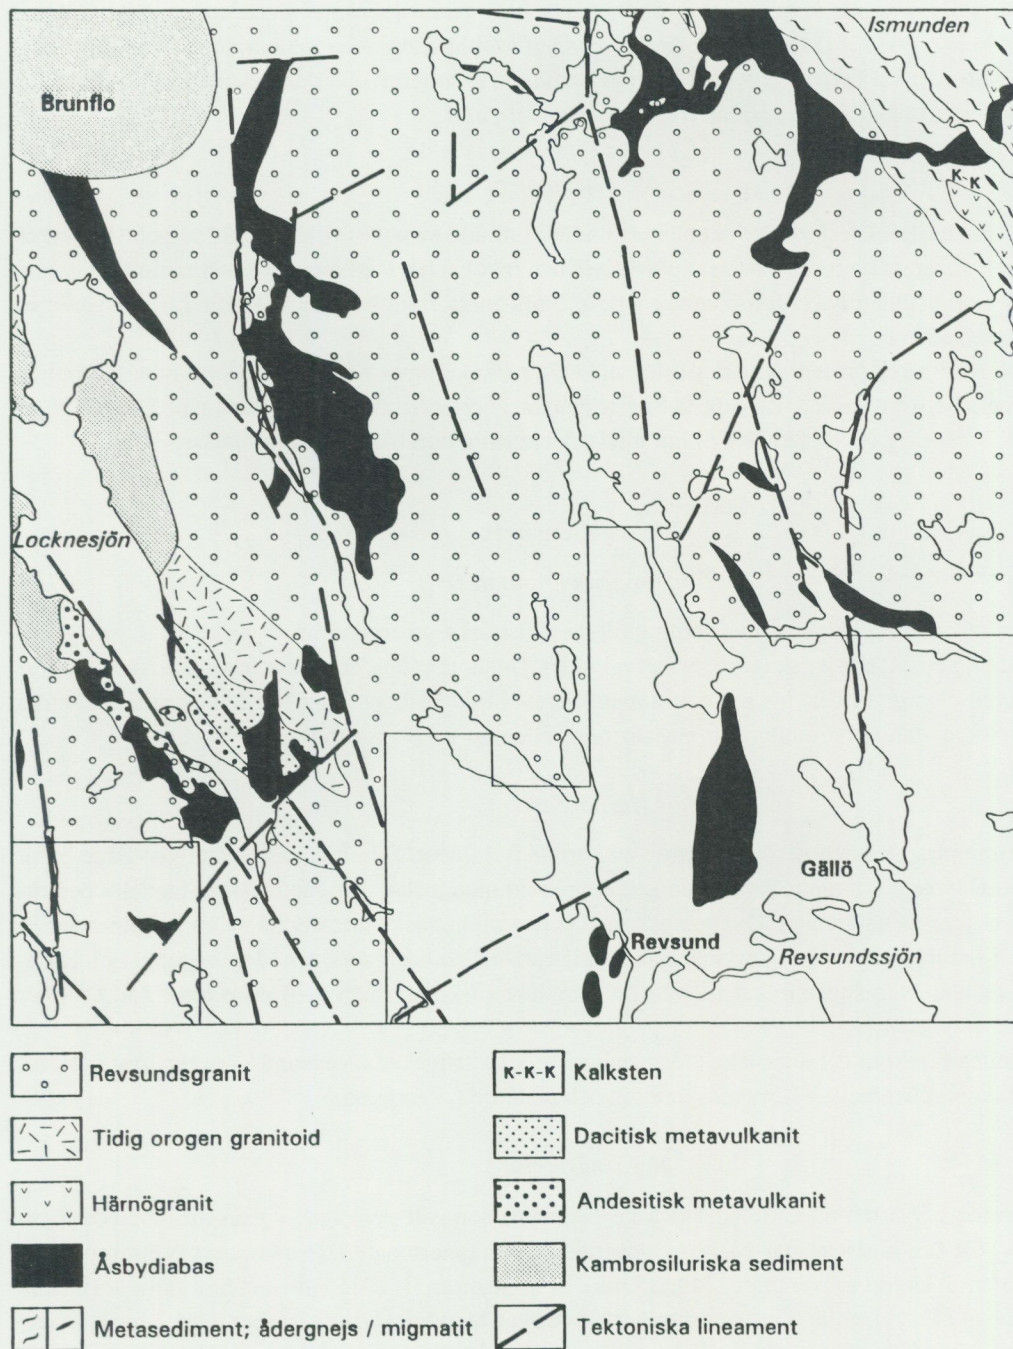 Ismunden
Brunflo
K-K
Locknesjön
Gällö
Revsund
Revsundssjön
Revsundsgranit
Tidig orogen granitoid
Härnögranit
Åsbydiabas
Metasediment; ådergnejs / migmatit
K-K-K Kalksten
Dacitisk metavulkanit
Andesitisk metavulkanit
Kambrosiluriska sediment
Tektoniska lineament